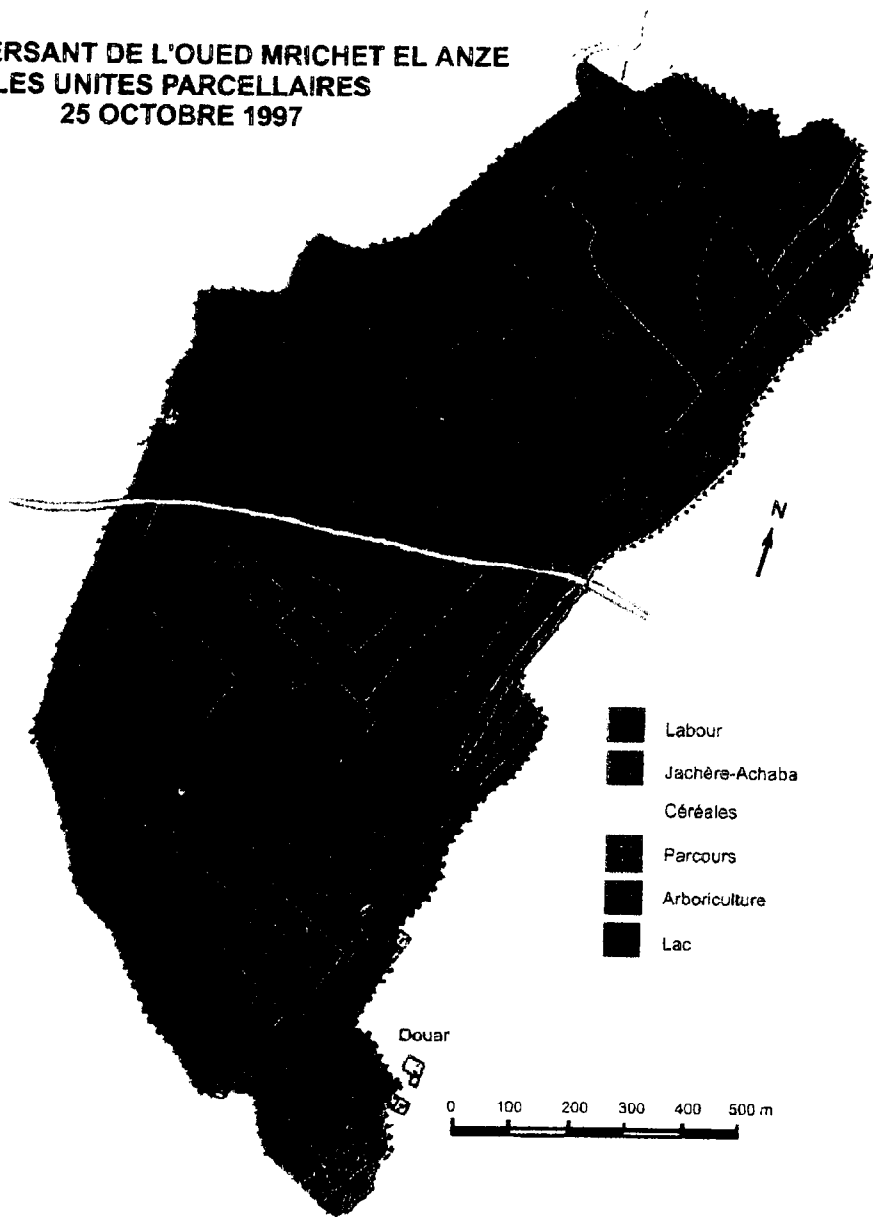 ERSANT DE L'OUED MRICHET EL ANZE
LES UNITES PARCELLAIRES
25 OCTOBRE 1997
N
Labour
Jachère-Achaba
Céréales
Parcours
Arboriculture
Lac
Douar
0 100 200 300 400 500 m